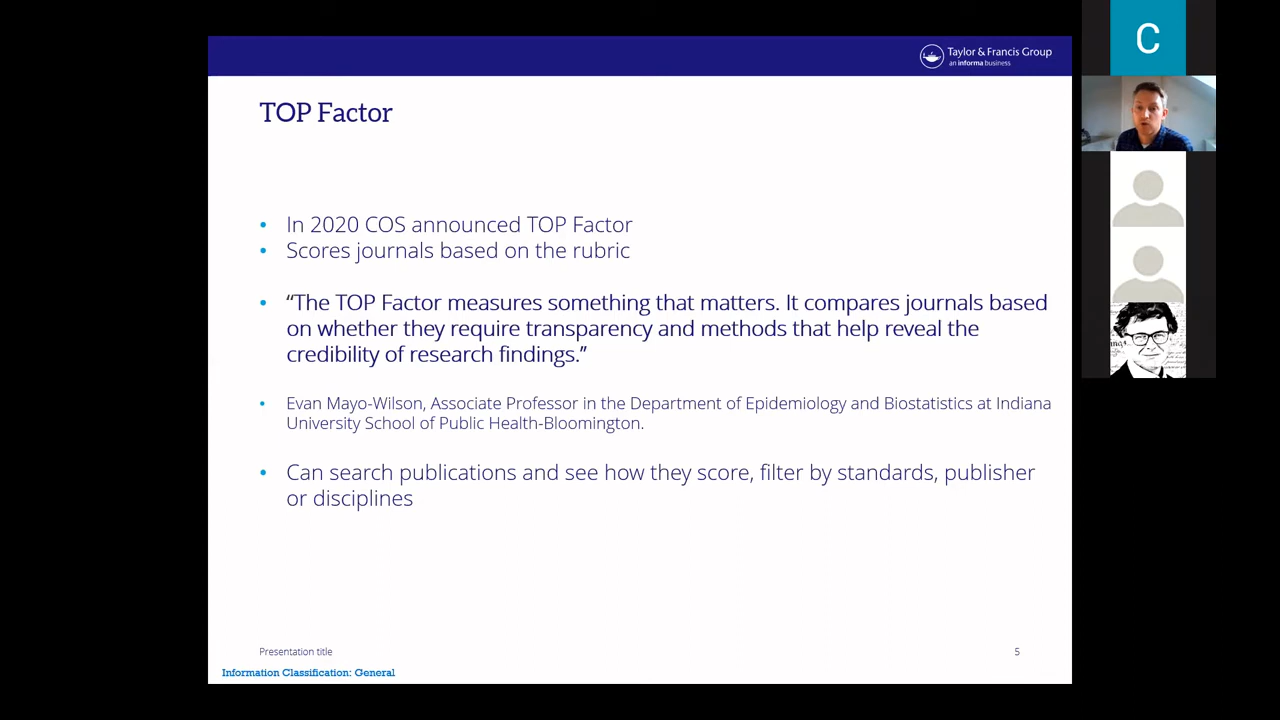 Taylor & Francis Group
an informa business
C
TOP Factor
• In 2020 COS announced TOP Factor
• Scores journals based on the rubric
• “The TOP Factor measures something that matters. It compares journals based
on whether they require transparency and methods that help reveal the
credibility of research findings.”
• Evan Mayo-Wilson, Associate Professor in the Department of Epidemiology and Biostatistics at Indiana
University School of Public Health-Bloomington.
• Can search publications and see how they score, filter by standards, publisher
or disciplines
Presentation title
5
Information Classification: General